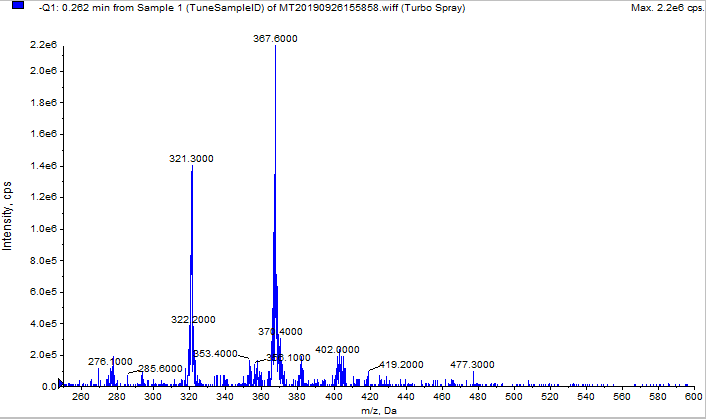 -Q1: 0.262 min from Sample 1 (TuneSampleID) of MT20190926155858.wiff (Turbo Spray) Max. 2.2e6 cps.
367.6000
2.2e6
2.0e6
1.8e6
1.6e6
321.3000
1.4e6
1.2e6
1.0e6
8.0e5
6.0e5
322.2000
4.0e5
370.4000
353.4000
402.0000
2.0e5
276.1000
285.6000
419.2000
477.3000
0.0
260 280 300 320 340 360 380 400 420 440 460 480 500 520 540 560 580 600
m/z, Da
Intensity, cps